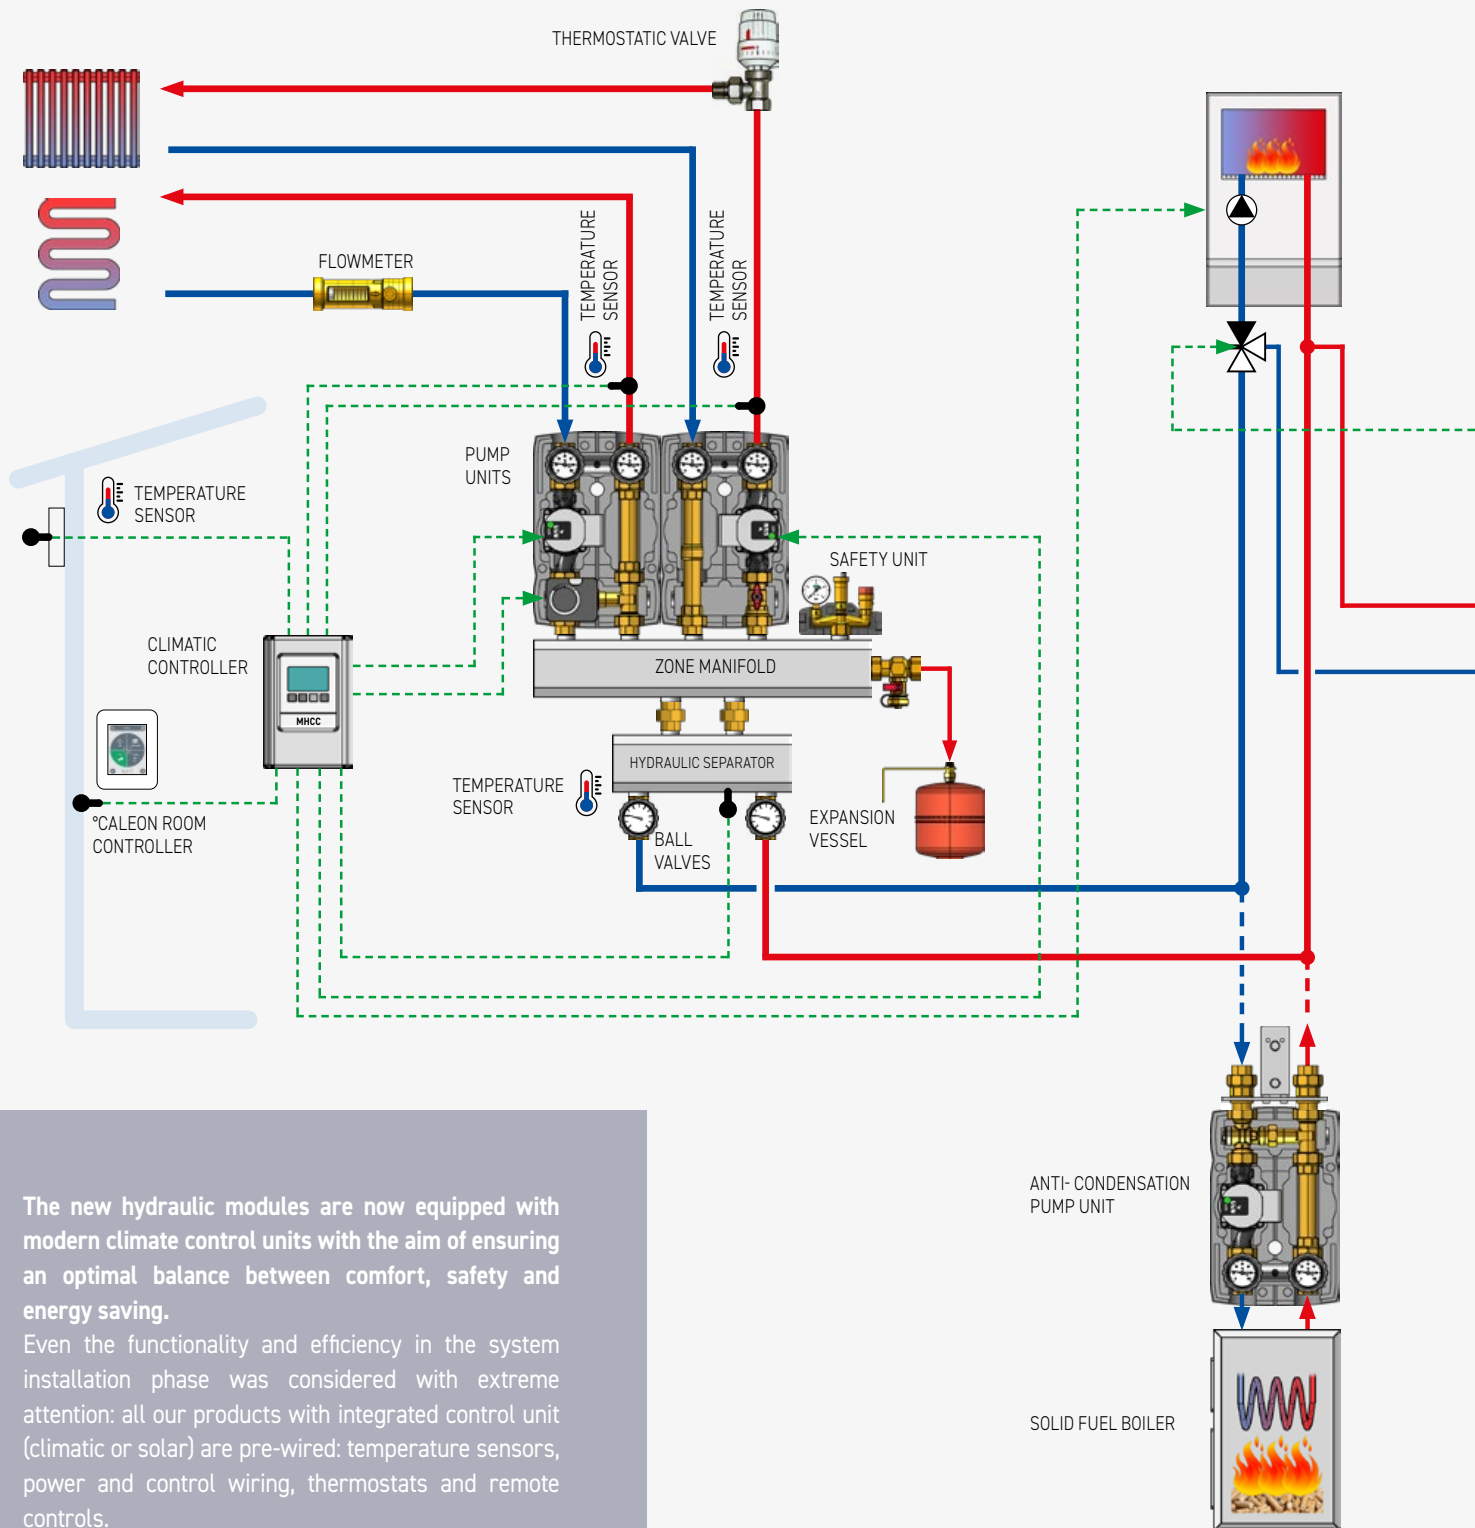 THERMOSTATIC VALVE
FLOWMETER
TEMPERATURE
SENSOR
TEMPERATURE
SENSOR
PUMP
UNITS
TEMPERATURE
SENSOR
SAFETY UNIT
CLIMATIC
CONTROLLER
ZONE MANIFOLD
MHCC
HYDRAULIC SEPARATOR
TEMPERATURE
SENSOR
BALL
VALVES
EXPANSION
VESSEL
°CALEON ROOM
CONTROLLER
ANTI- CONDENSATION
PUMP UNIT
SOLID FUEL BOILER
The new hydraulic modules are now equipped with
modern climate control units with the aim of ensuring
an optimal balance between comfort, safety and
energy saving.
Even the functionality and efficiency in the system
installation phase was considered with extreme
attention: all our products with integrated control unit
(climatic or solar) are pre-wired: temperature sensors,
power and control wiring, thermostats and remote
controls.